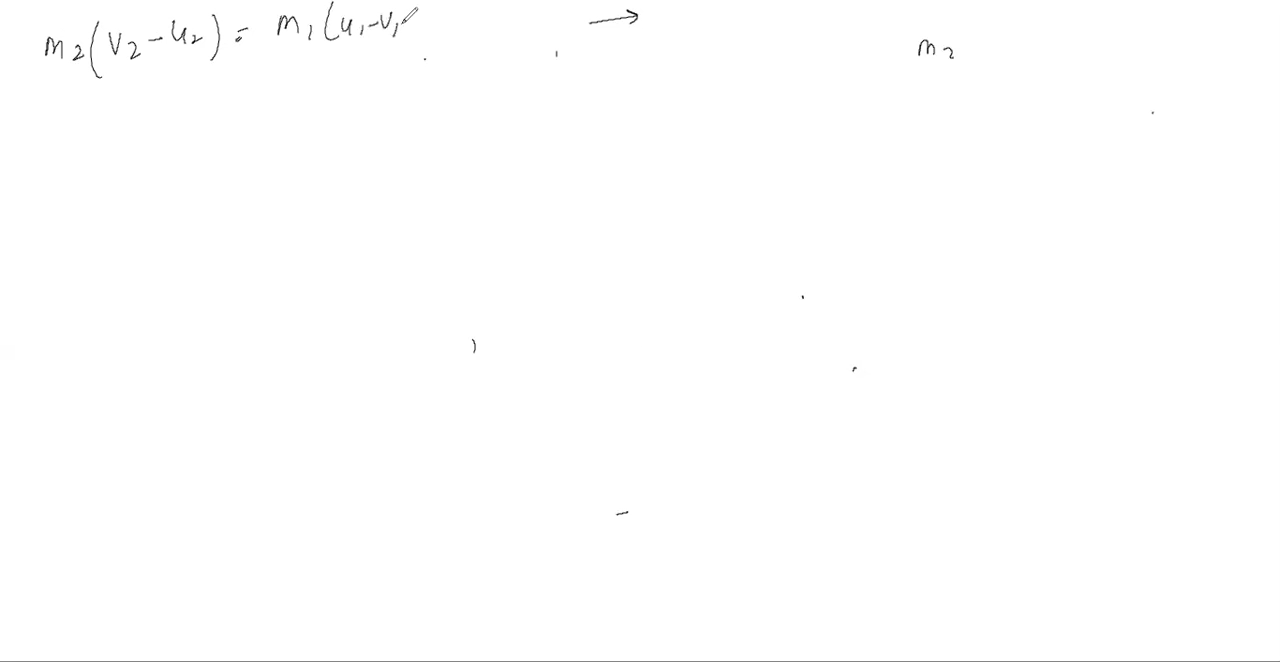 m₂(v₂-u₂) = m₁(u₁-v₁ → m₂